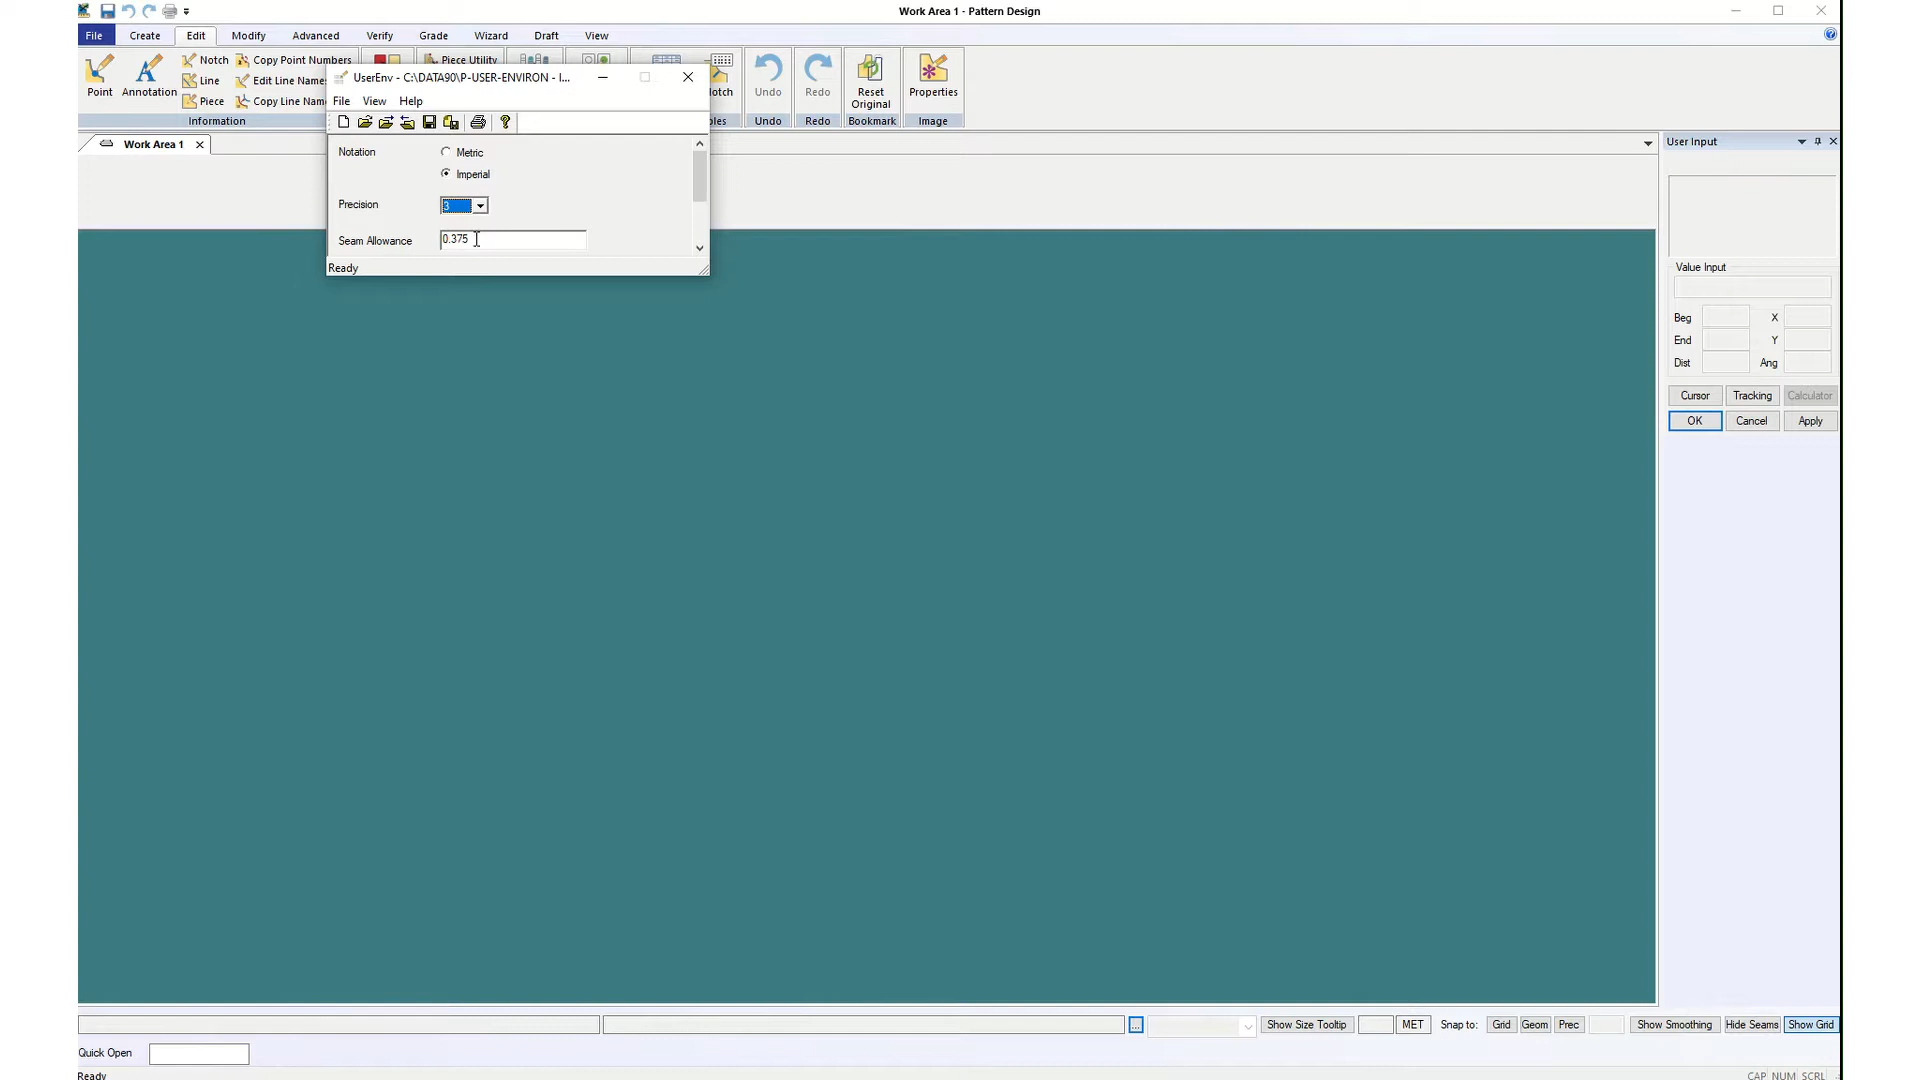 Work Area 1 - Pattern Design
File Create Edit Modify Advanced Verify Grade Wizard Draft View
Point
Annotation
Notch
Line
Piece
Copy Point Numbers
Edit Line Name
Copy Line Nam
Information
Piece Utility
otch
les
Undo
Undo
Redo
Redo
Reset
Original
Bookmark
Properties
Image
UserEnv - C:\DATA90\P-USER-ENVIRON - I...
File View Help
Notation
Metric
Imperial
Precision
3
Seam Allowance
0.375
Ready
Work Area 1
User Input
Value Input
Beg X
End Y
Dist Ang
Cursor Tracking Calculator
OK Cancel Apply
... Show Size Tooltip MET Snap to: Grid Geom Prec Show Smoothing Hide Seams Show Grid
Quick Open
Ready
CAP NUM SCRL